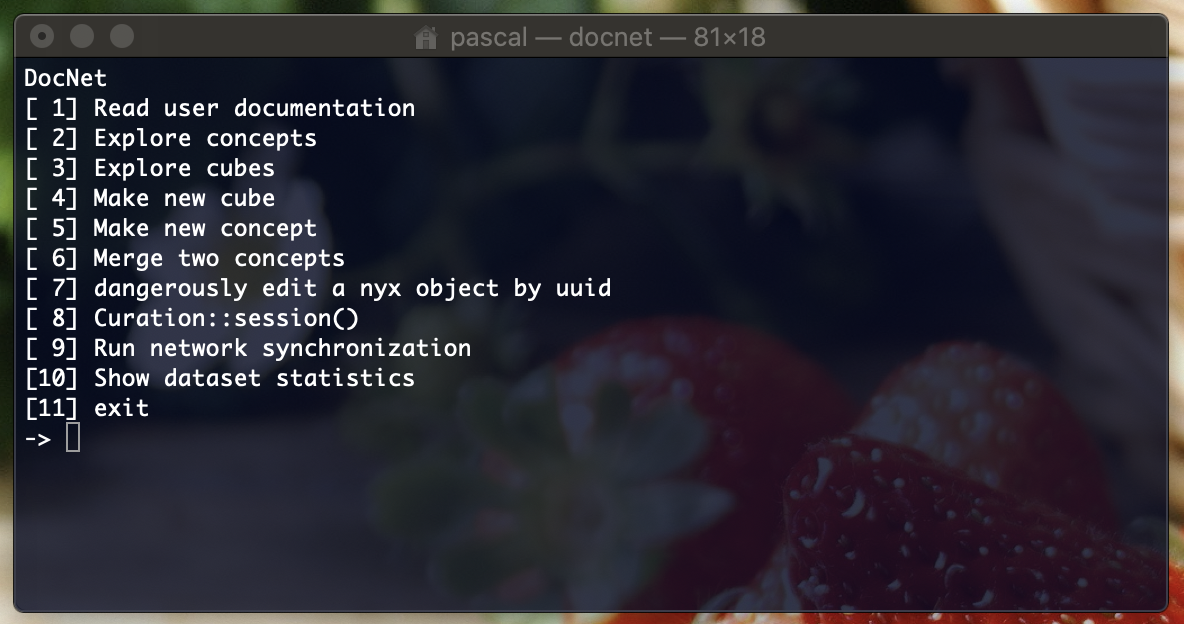 pascal — docnet — 81×18
DocNet
[ 1] Read user documentation
[ 2] Explore concepts
[ 3] Explore cubes
[ 4] Make new cube
[ 5] Make new concept
[ 6] Merge two concepts
[ 7] dangerously edit a nyx object by uuid
[ 8] Curation::session()
[ 9] Run network synchronization
[10] Show dataset statistics
[11] exit
->